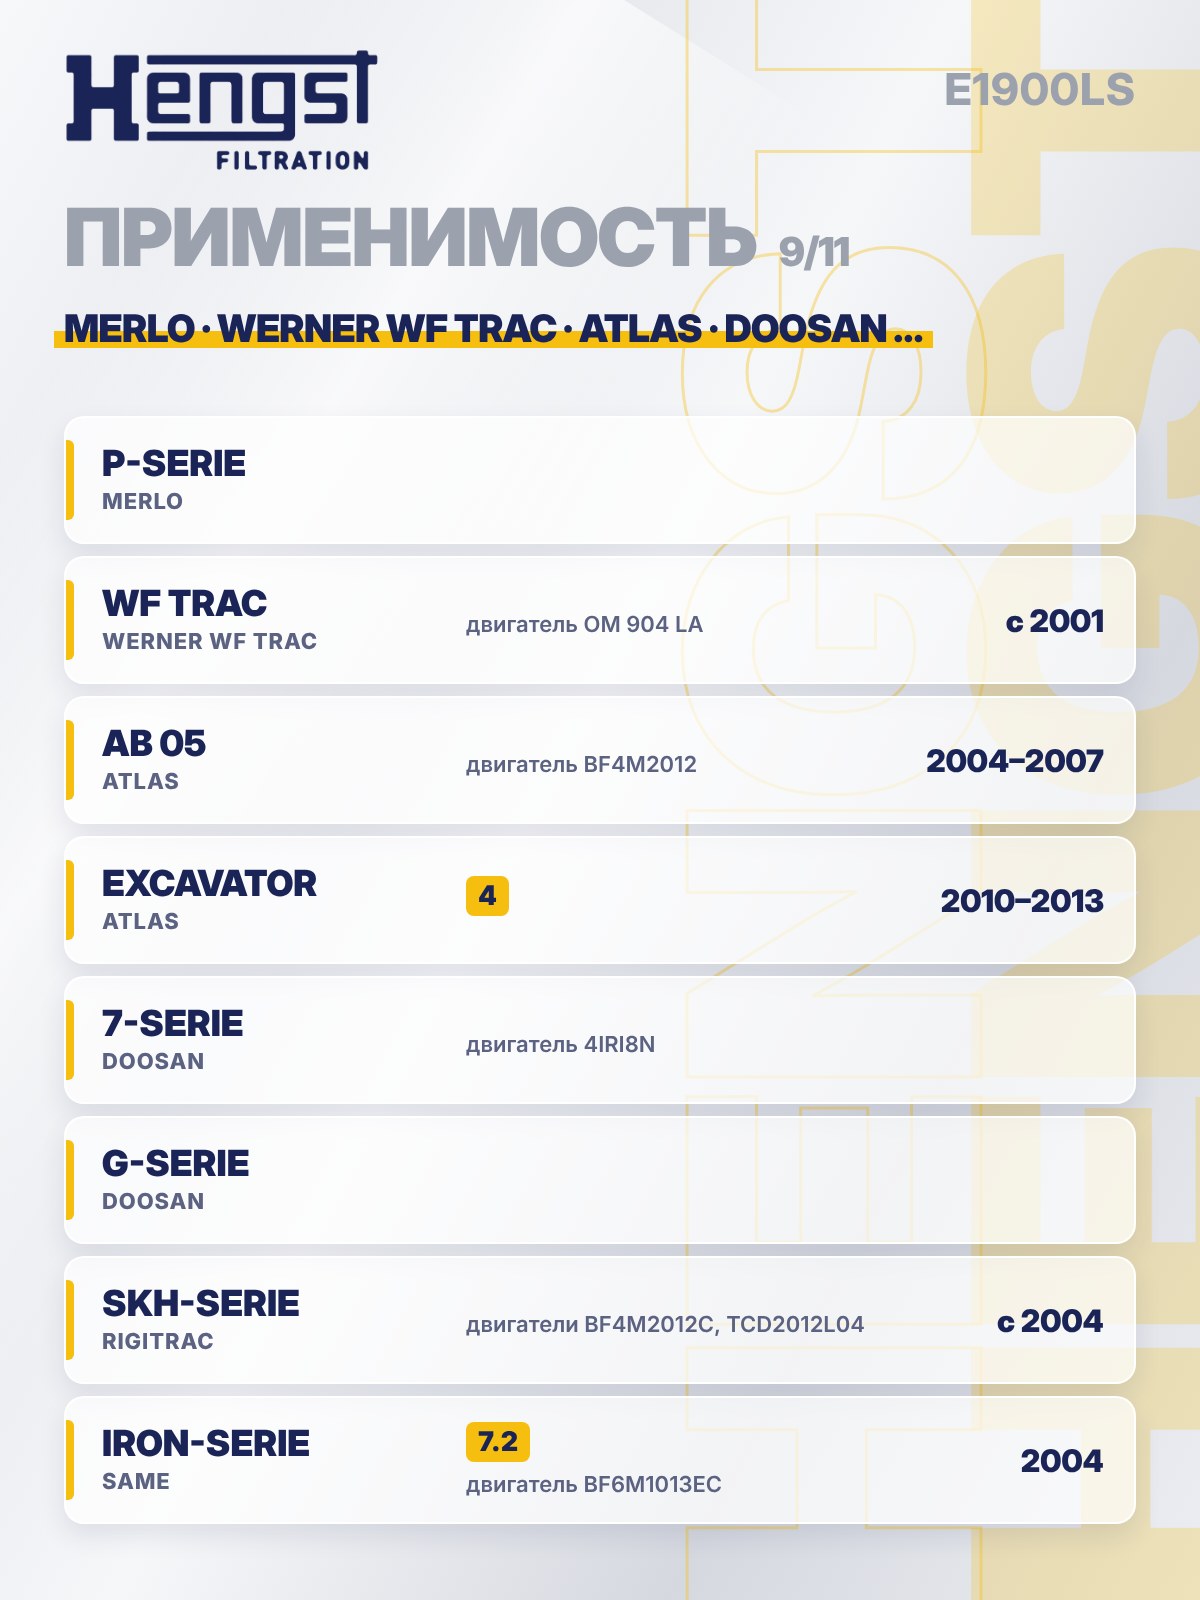 Hengst
FILTRATION
E1900LS
ПРИМЕНИМОСТЬ 9/11
MERLO · WERNER WF TRAC · ATLAS · DOOSAN ...
P-SERIE
MERLO
WF TRAC
WERNER WF TRAC
двигатель OM 904 LA
с 2001
AB 05
ATLAS
двигатель BF4M2012
2004–2007
EXCAVATOR
ATLAS
4
2010–2013
7-SERIE
DOOSAN
двигатель 4IRI8N
G-SERIE
DOOSAN
SKH-SERIE
RIGITRAC
двигатели BF4M2012C, TCD2012L04
с 2004
IRON-SERIE
SAME
7.2
двигатель BF6M1013EC
2004
HENGST
HENGST